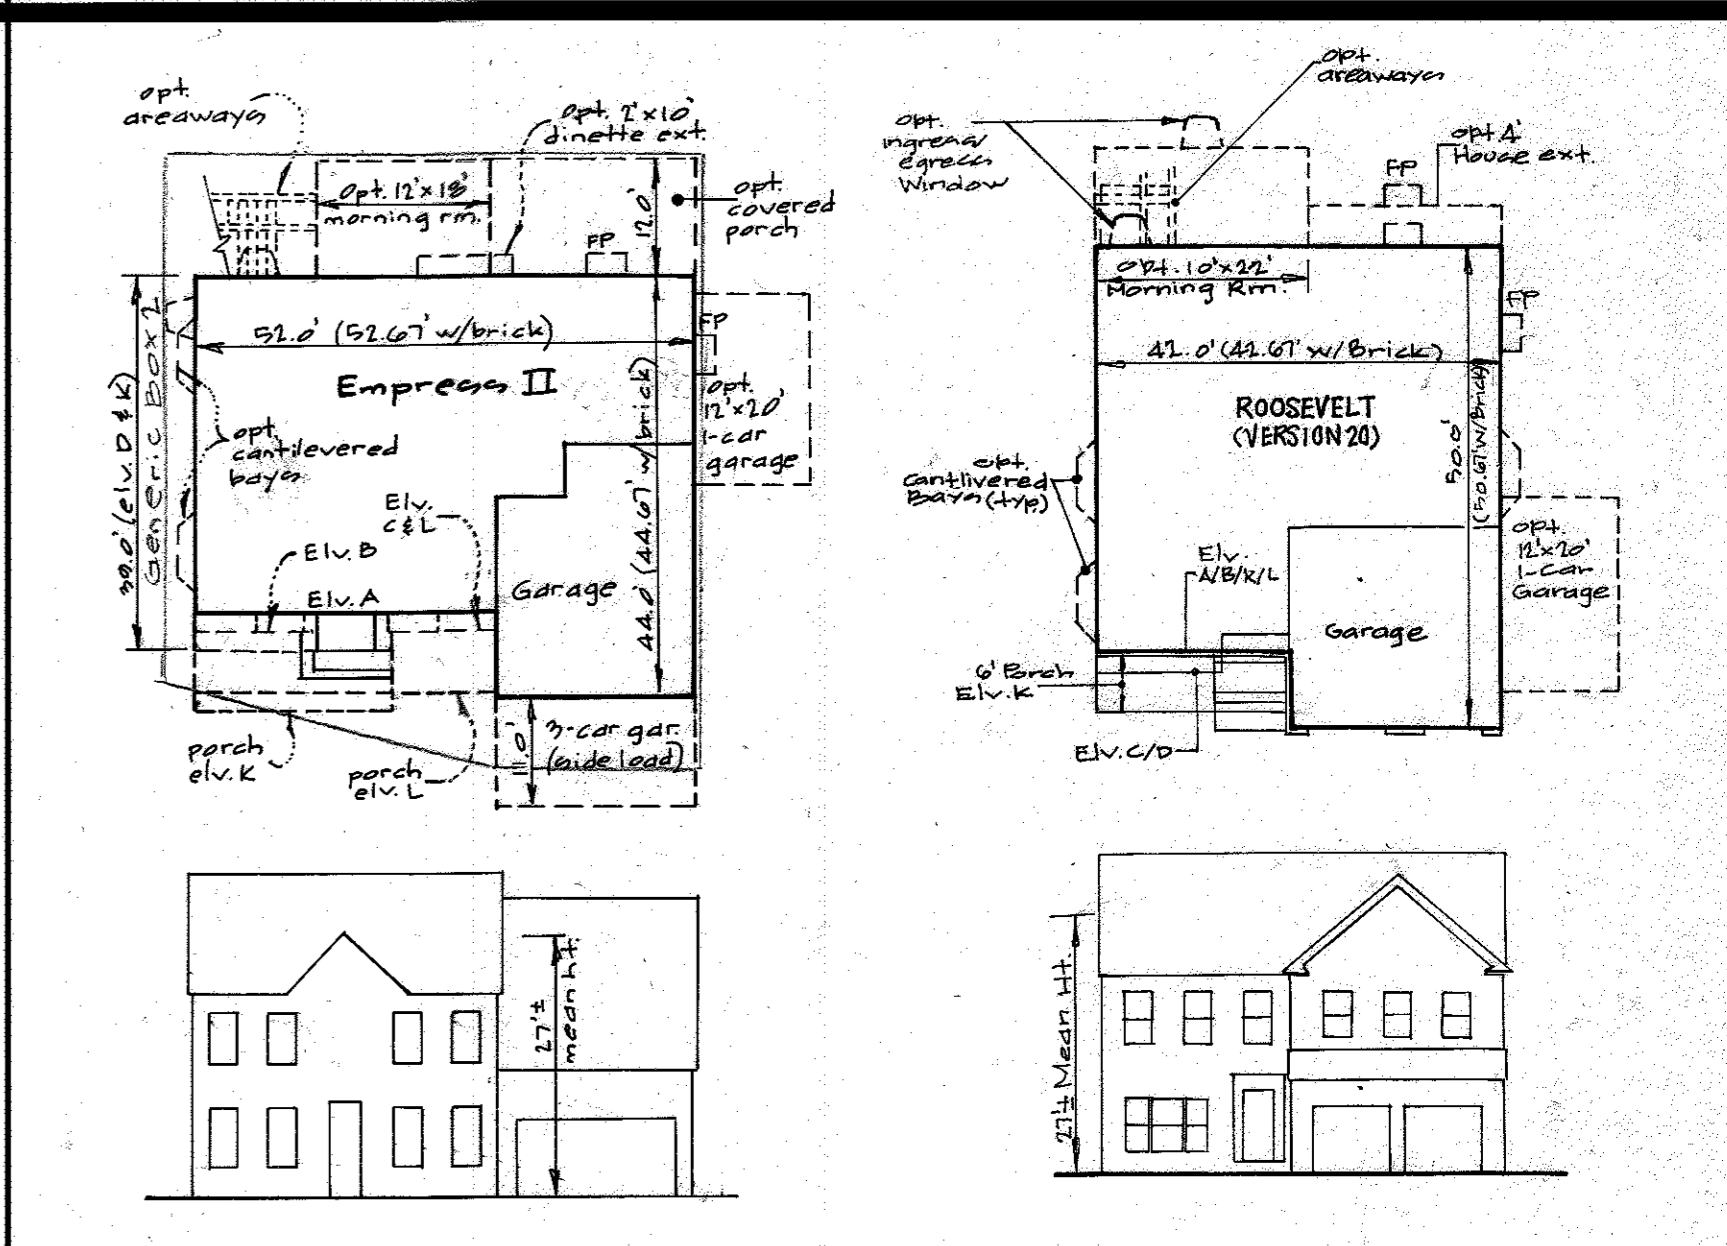 opt.
areaways
opt. 2'x10'
dinette ext.
opt. 12'x18'
morning rm.
12.0'
opt.
covered
porch
FP
52.0' (52.67' w/brick)
FP
Empress II
opt.
12'x20'
1-car
garage
39.0' (elv. D & K)
Generic Box 2
opt.
cantilevered
bays
44.0' (44.67' w/brick)
Elv.
C & L
Elv. B
Elv. A
Garage
porch
elv. K
porch
elv. L
11.0'
3-car gar.
(side load)
27'±
mean ht.
opt.
areaways
opt.
ingress/
egress
Window
opt 4'
House ext.
FP
opt. 10'x22'
Morning Rm.
FP
42.0' (42.67' w/Brick)
ROOSEVELT
(VERSION 20)
50.0'
(50.67' W/Brick)
opt.
Cantlivered
Bays (typ.)
opt.
12'x20'
1-Car
Garage
Elv.
A/B/K/L
Garage
6' Porch
Elv. K
Elv. C/D
27'± Mean Ht.